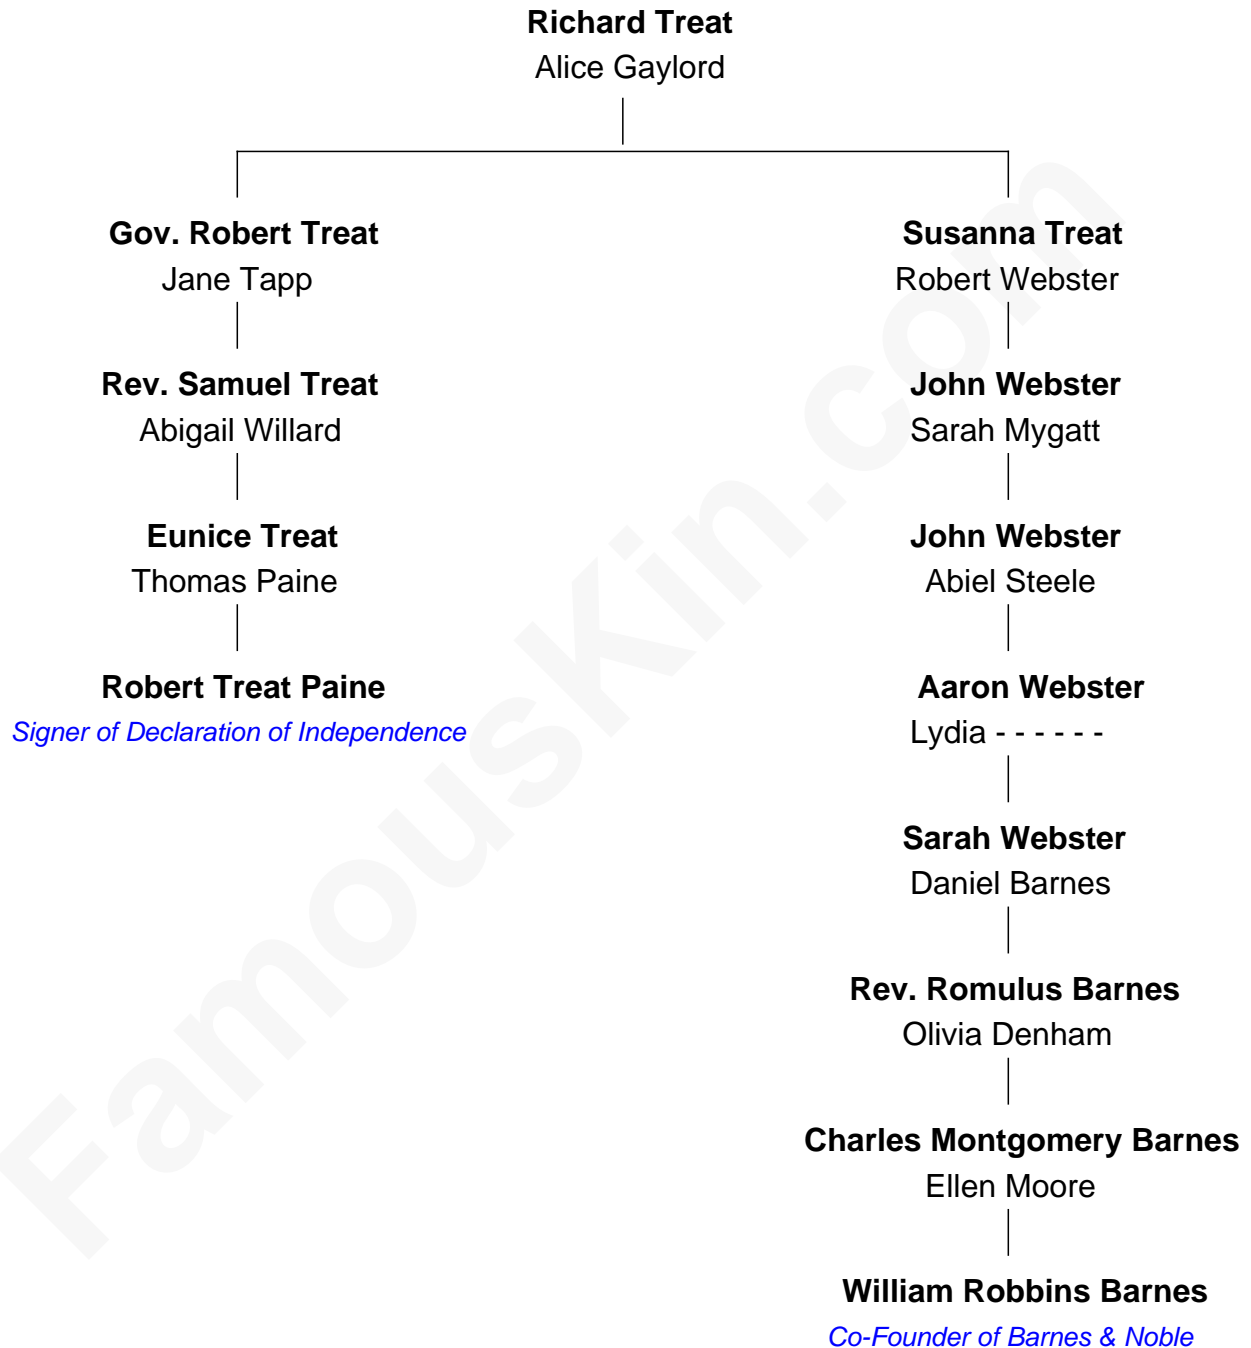 Richard Treat
Alice Gaylord
Gov. Robert Treat
Jane Tapp
Susanna Treat
Robert Webster
Rev. Samuel Treat
Abigail Willard
John Webster
Sarah Mygatt
Eunice Treat
Thomas Paine
John Webster
Abiel Steele
Robert Treat Paine
Signer of Declaration of Independence
Aaron Webster
Lydia - - - - - -
Sarah Webster
Daniel Barnes
Rev. Romulus Barnes
Olivia Denham
Charles Montgomery Barnes
Ellen Moore
William Robbins Barnes
Co-Founder of Barnes & Noble
FamousKin.com